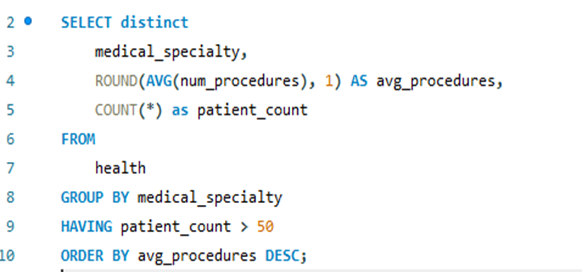 2 SELECT distinct
3 medical_specialty,
4 ROUND(AVG(num_procedures), 1) AS avg_procedures,
5 COUNT(*) as patient_count
6 FROM
7 health
8 GROUP BY medical_specialty
9 HAVING patient_count > 50
10 ORDER BY avg_procedures DESC;